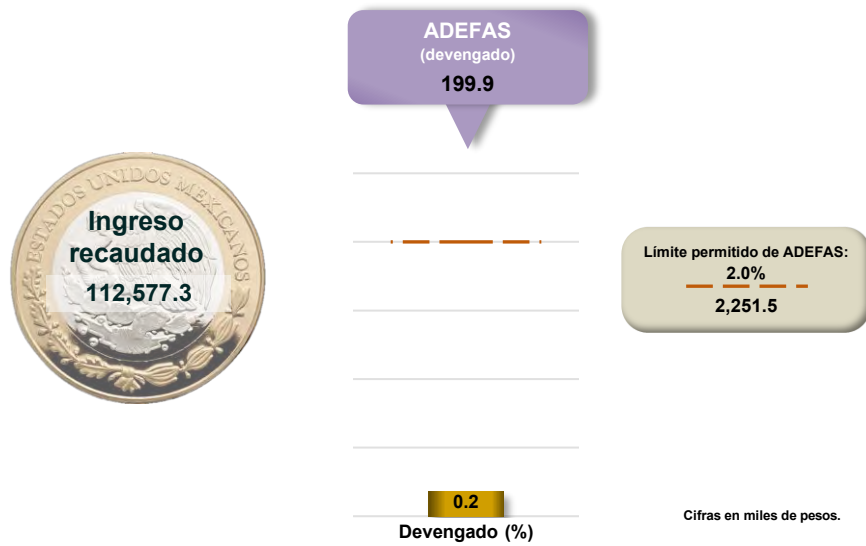 ADEFAS
(devengado)
199.9
ESTADOS UNIDOS MEXICANOS
Ingreso
recaudado
112,577.3
Límite permitido de ADEFAS:
2.0%
2,251.5
0.2
Devengado (%)
Cifras en miles de pesos.